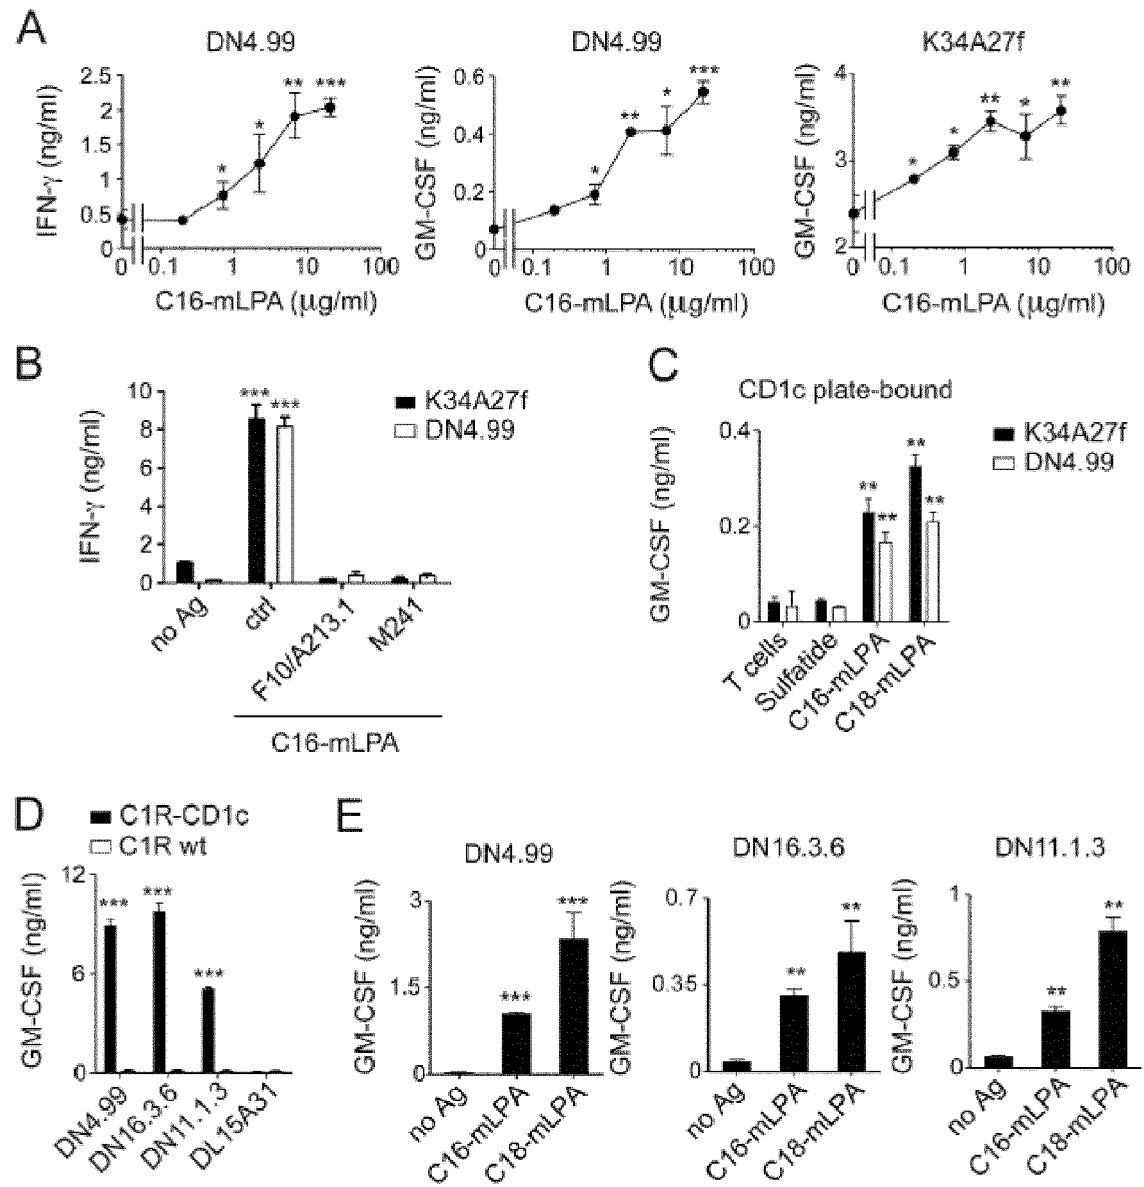 A
DN4.99
IFN-γ (ng/ml)
2.5
2
1.5
1
0.5
0
0 0.1 1 10 100
* * ** ***
C16-mLPA (μg/ml)
DN4.99
GM-CSF (ng/ml)
0.6
0.4
0.2
0
0 0.1 1 10 100
* ** * ***
C16-mLPA (μg/ml)
K34A27f
GM-CSF (ng/ml)
4
3
2
0 0.1 1 10 100
* * ** * **
C16-mLPA (μg/ml)
B
IFN-γ (ng/ml)
10
8
6
4
2
0
*** ***
K34A27f
DN4.99
no Ag
ctrl
F10/A213.1
M241
C16-mLPA
C
CD1c plate-bound
GM-CSF (ng/ml)
0.4
0.2
0
** ** ** **
K34A27f
DN4.99
T cells
Sulfatide
C16-mLPA
C18-mLPA
D
C1R-CD1c
C1R wt
GM-CSF (ng/ml)
12
6
0
*** *** ***
DN4.99
DN16.3.6
DN11.1.3
DL15A31
E
DN4.99
GM-CSF (ng/ml)
3
1.5
0
*** ***
no Ag
C16-mLPA
C18-mLPA
DN16.3.6
GM-CSF (ng/ml)
0.7
0.35
0
** **
no Ag
C16-mLPA
C18-mLPA
DN11.1.3
GM-CSF (ng/ml)
1
0.5
0
** **
no Ag
C16-mLPA
C18-mLPA